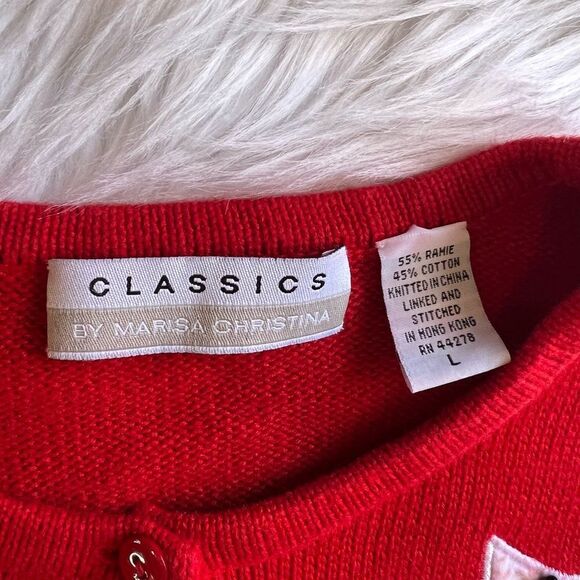 CLASSICS
BY MARISA CHRISTINA
55% RAMIE
45% COTTON
KNITTED IN CHINA
LINKED AND
STITCHED
IN HONG KONG
RN 44278
L